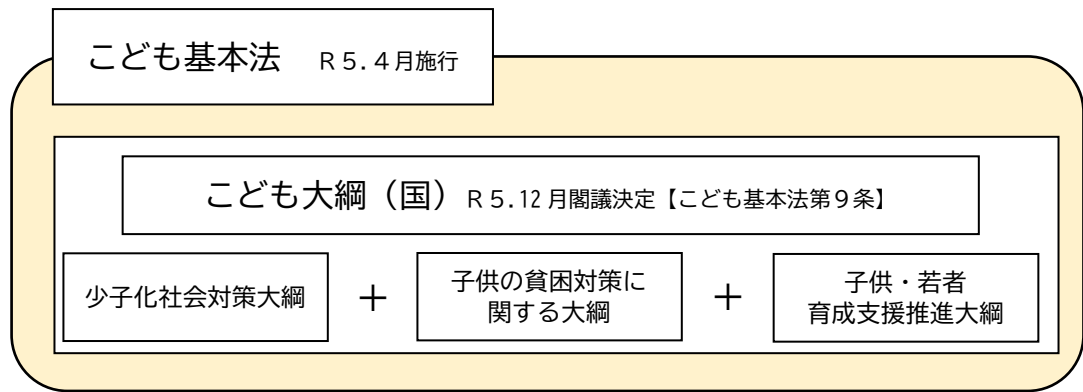 こども基本法　Ｒ５.４月施行
こども大綱（国）Ｒ５.12月閣議決定【こども基本法第９条】
少子化社会対策大綱
＋
子供の貧困対策に
関する大綱
＋
子供・若者
育成支援推進大綱